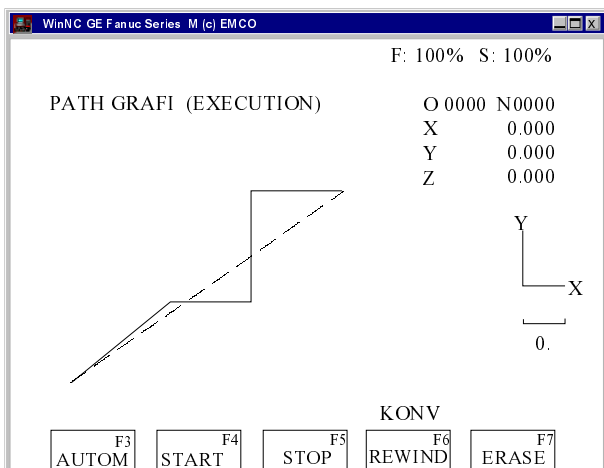 WinNC GE Fanuc Series M (c) EMCO
F: 100% S: 100%
PATH GRAFI (EXECUTION)
O 0000 N0000
X 0.000
Y 0.000
Z 0.000
Y
X
0.
KONV
F3 F4 F5 F6 F7
AUTOM START STOP REWIND ERASE